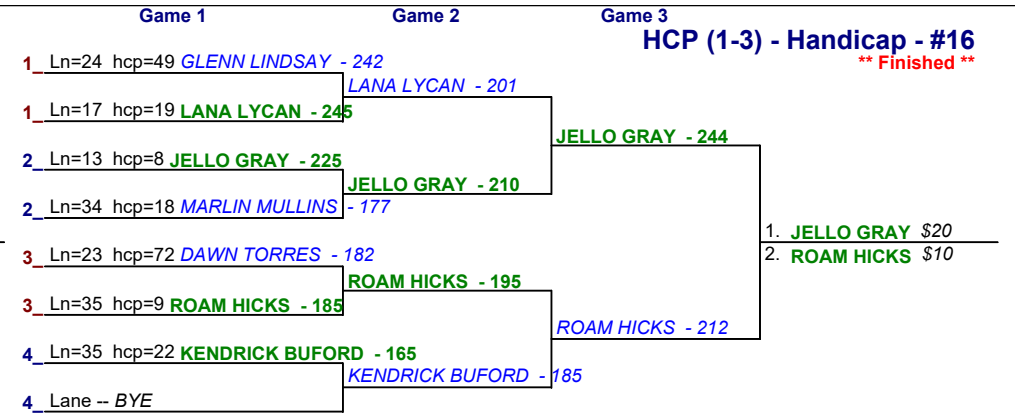 Game 1 Game 2 Game 3
HCP (1-3) - Handicap - #16
** Finished **
1_ Ln=24 hcp=49 GLENN LINDSAY - 242
LANA LYCAN - 201
1_ Ln=17 hcp=19 LANA LYCAN - 245
JELLO GRAY - 244
2_ Ln=13 hcp=8 JELLO GRAY - 225
JELLO GRAY - 210
2_ Ln=34 hcp=18 MARLIN MULLINS - 177
1. JELLO GRAY $20
3_ Ln=23 hcp=72 DAWN TORRES - 182
2. ROAM HICKS $10
ROAM HICKS - 195
3_ Ln=35 hcp=9 ROAM HICKS - 185
ROAM HICKS - 212
4_ Ln=35 hcp=22 KENDRICK BUFORD - 165
KENDRICK BUFORD - 185
4_ Lane -- BYE